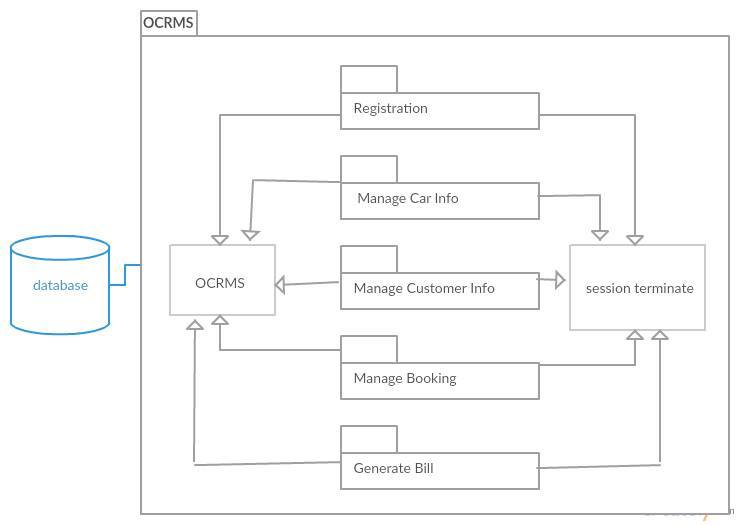 OCRMS
Registration
Manage Car Info
database
OCRMS
Manage Customer Info
session terminate
Manage Booking
Generate Bill